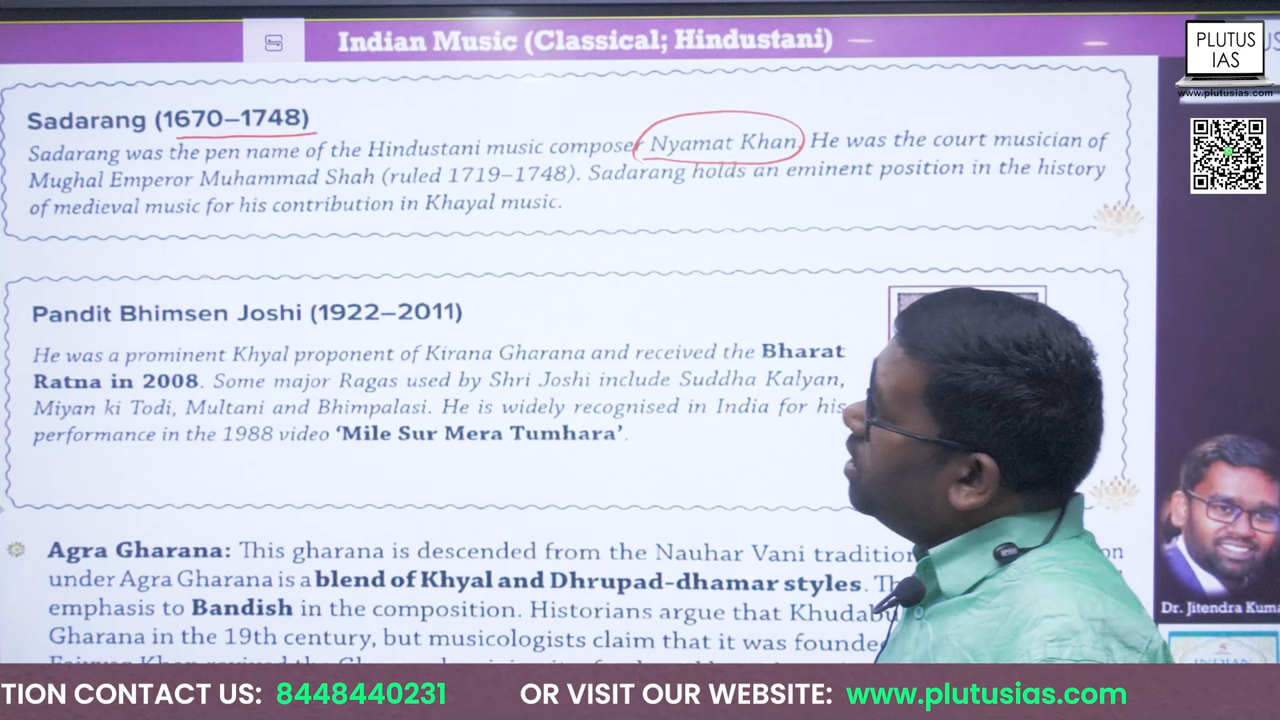 Indian Music (Classical; Hindustani)
PLUTUS
IAS
www.plutusias.com
Sadarang (1670–1748)
Sadarang was the pen name of the Hindustani music composer Nyamat Khan. He was the court musician of
Mughal Emperor Muhammad Shah (ruled 1719–1748). Sadarang holds an eminent position in the history
of medieval music for his contribution in Khayal music.
Pandit Bhimsen Joshi (1922–2011)
He was a prominent Khyal proponent of Kirana Gharana and received the Bharat
Ratna in 2008. Some major Ragas used by Shri Joshi include Suddha Kalyan,
Miyan ki Todi, Multani and Bhimpalasi. He is widely recognised in India for his
performance in the 1988 video ‘Mile Sur Mera Tumhara’.
Agra Gharana: This gharana is descended from the Nauhar Vani tradition
under Agra Gharana is a blend of Khyal and Dhrupad-dhamar styles.
emphasis to Bandish in the composition. Historians argue that
Gharana in the 19th century, but musicologists claim that it was founded
Dr. Jitendra
TION CONTACT US: 8448440231 OR VISIT OUR WEBSITE: www.plutusias.com